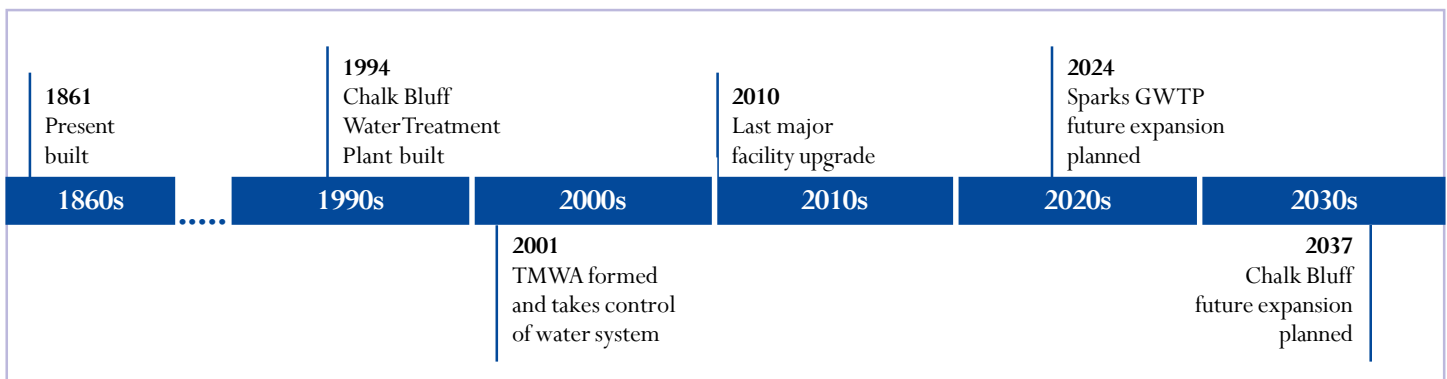 1861
Present
built
1994
Chalk Bluff
Water Treatment
Plant built
2010
Last major
facility upgrade
2024
Sparks GWTP
future expansion
planned
1860s
1990s
2000s
2010s
2020s
2030s
2001
TMWA formed
and takes control
of water system
2037
Chalk Bluff
future expansion
planned